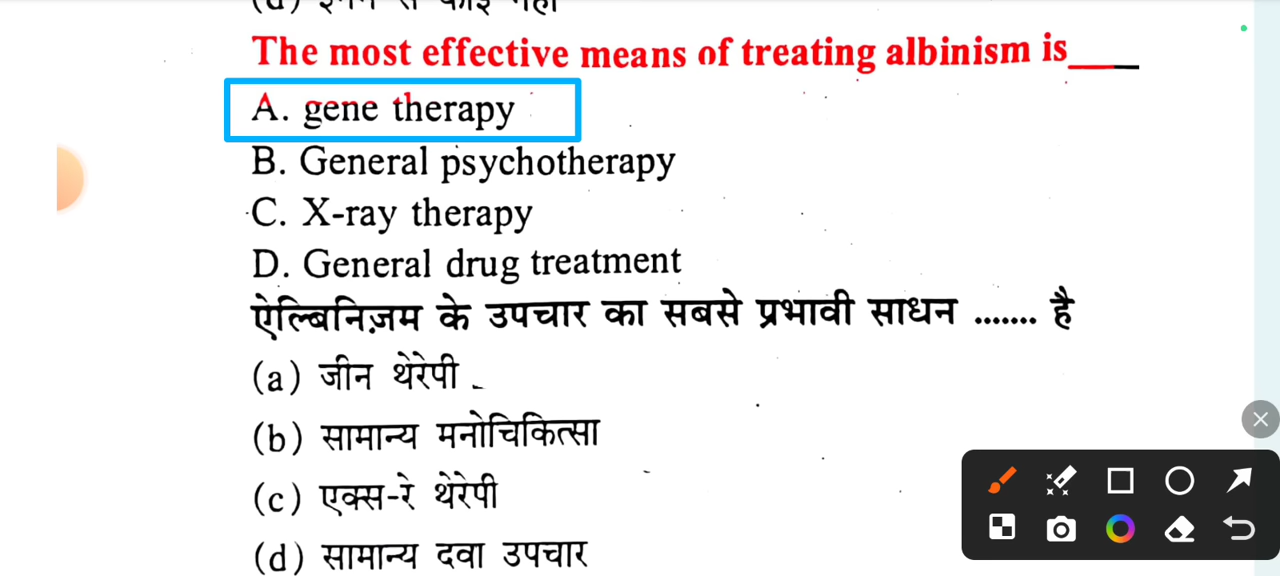 The most effective means of treating albinism is____
A. gene therapy
B. General psychotherapy
C. X-ray therapy
D. General drug treatment
ऐल्बिनिज़म के उपचार का सबसे प्रभावी साधन ....... है
(a) जीन थेरेपी
(b) सामान्य मनोचिकित्सा
(c) एक्स-रे थेरेपी
(d) सामान्य दवा उपचार